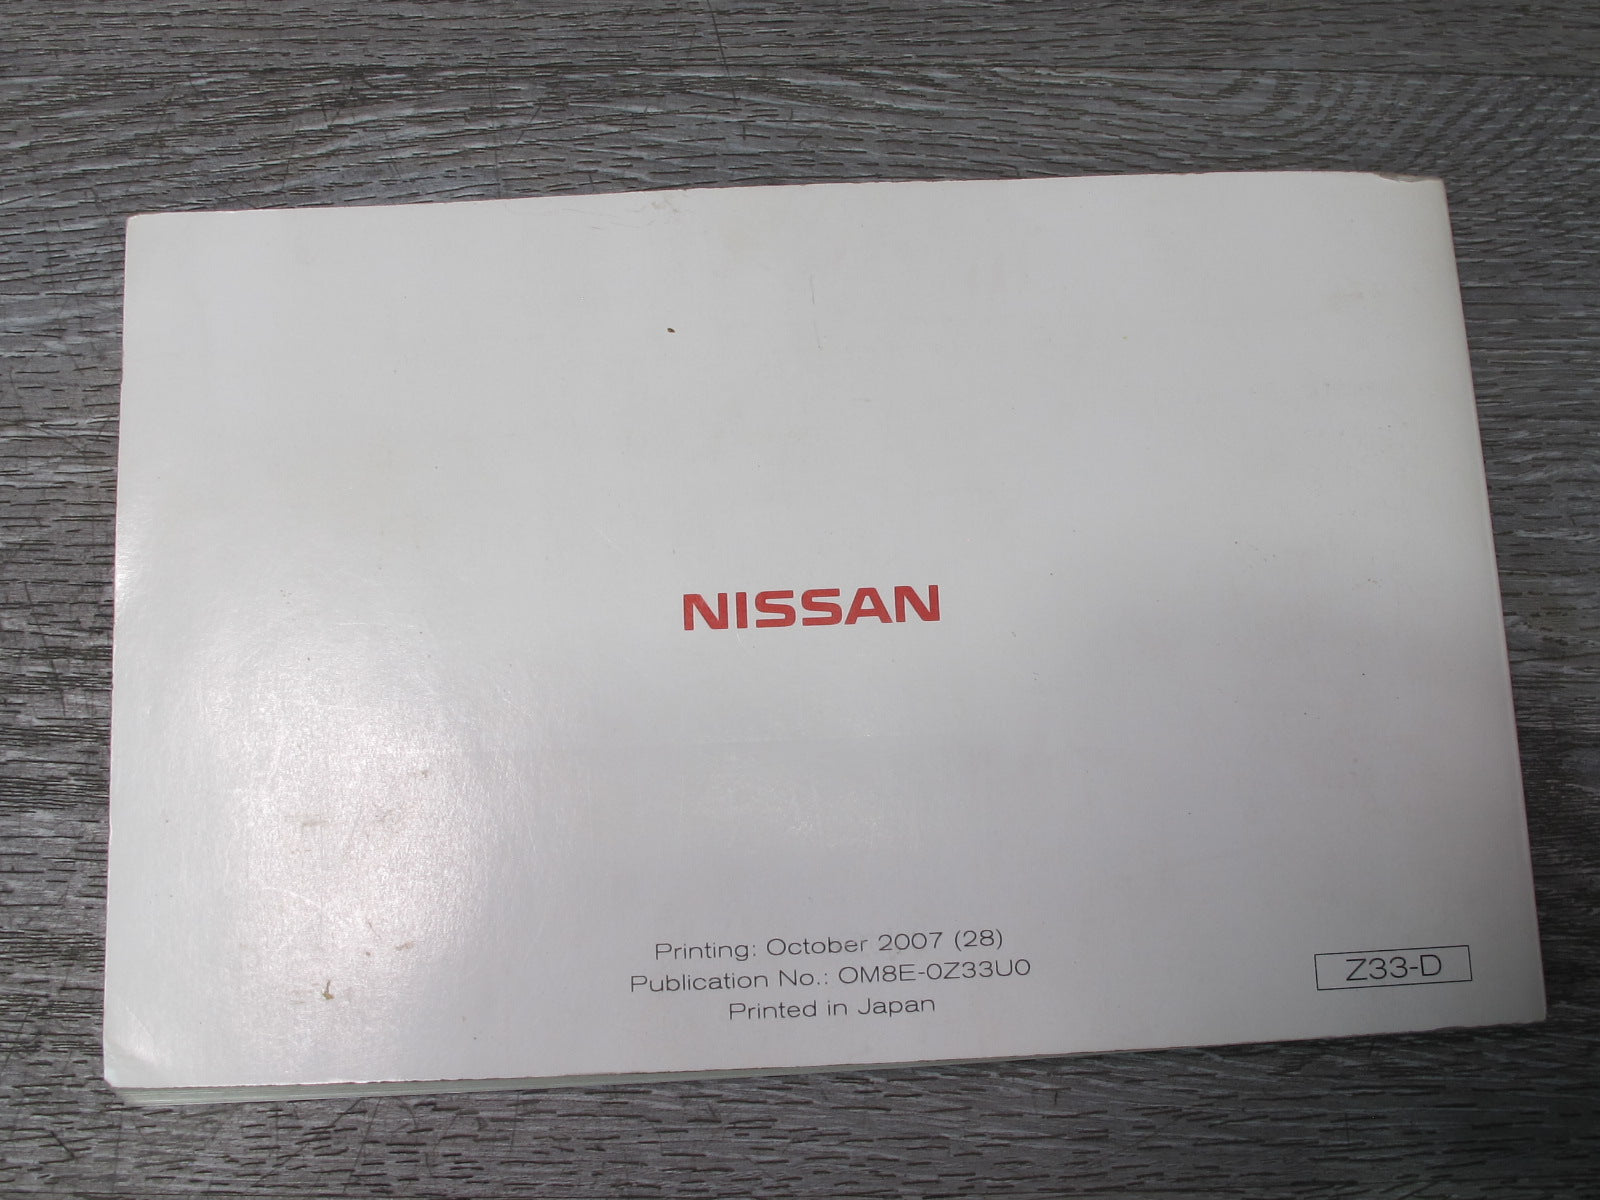 NISSAN
Printing: October 2007 (28)
Publication No.: OM8E-0Z33U0
Printed in Japan
Z33-D